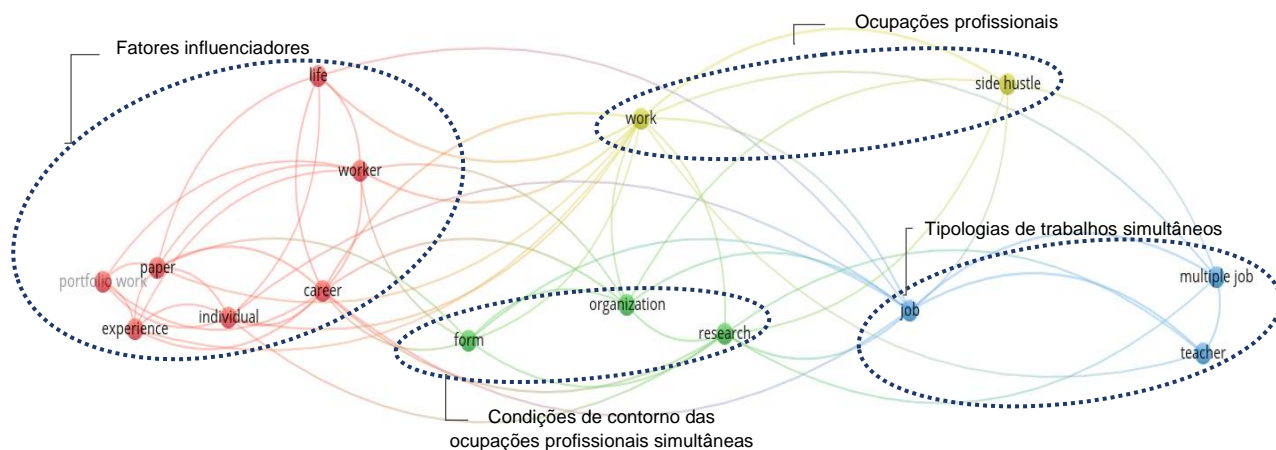 Ocupações profissionais
Fatores influenciadores
life
side hustle
work
worker
Tipologias de trabalhos simultâneos
paper
portfolio work
career
multiple job
organization
job
individual
experience
research
form
teacher
Condições de contorno das
ocupações profissionais simultâneas